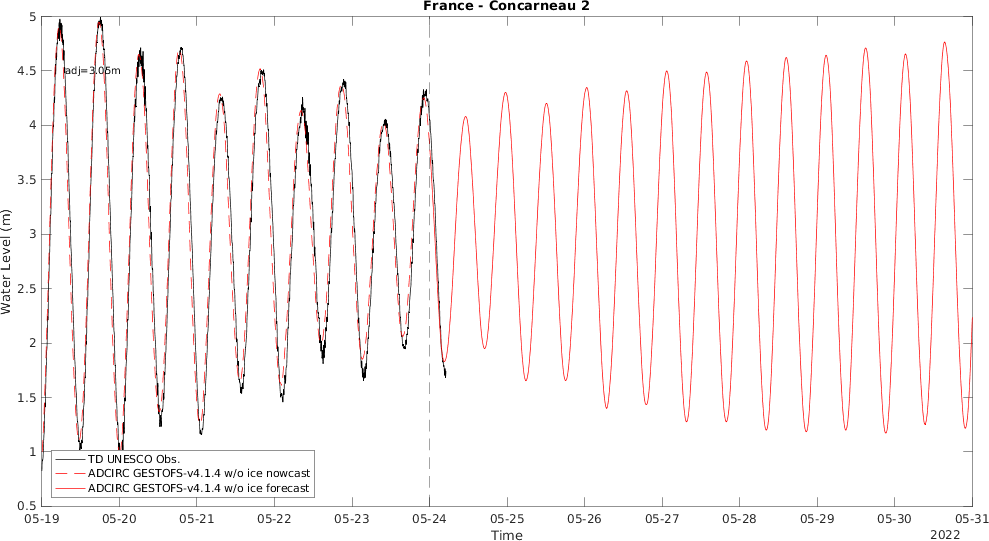 France - Concarneau 2
5
4.5
4
3.5
3
2.5
2
1.5
1
0.5
Water Level (m)
adj=3.05m
TD UNESCO Obs.
ADCIRC GESTOFS-v4.1.4 w/o ice nowcast
ADCIRC GESTOFS-v4.1.4 w/o ice forecast
05-19 05-20 05-21 05-22 05-23 05-24 05-25 05-26 05-27 05-28 05-29 05-30 05-31
Time
2022